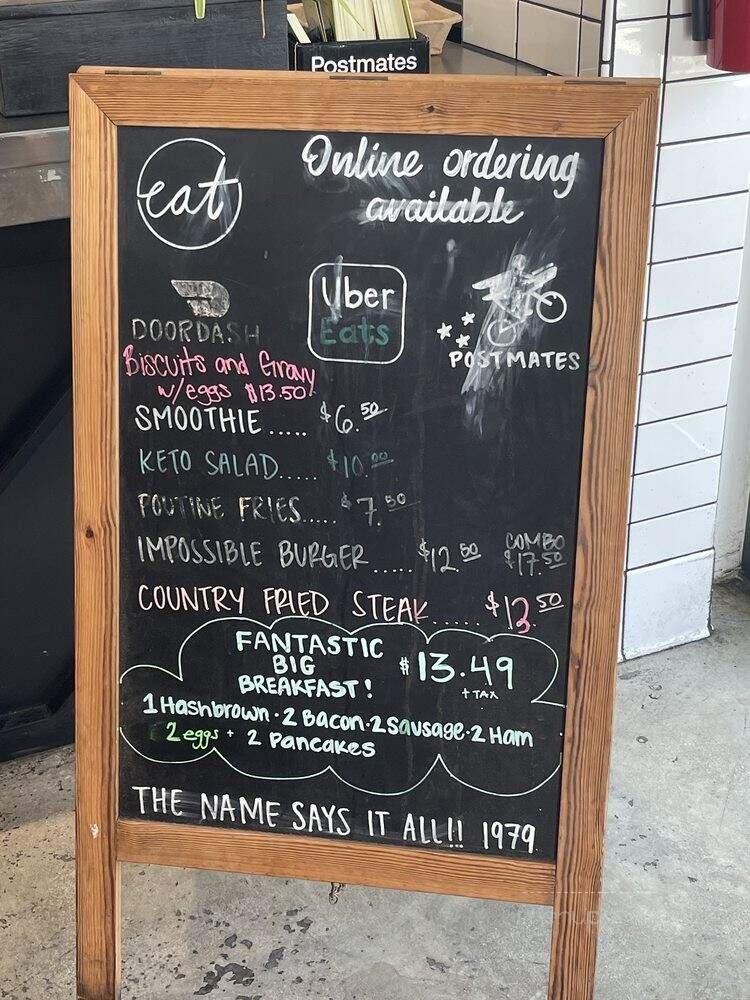 Postmates
eat
Online ordering
available
DOORDASH
Uber
Eats
POSTMATES
Biscuits and Gravy
w/eggs $13.50
SMOOTHIE..... $6.50
KETO SALAD..... $10.00
POUTINE FRIES..... $7.50
IMPOSSIBLE BURGER ..... $12.50 COMBO $17.50
COUNTRY FRIED STEAK ..... $13.50
FANTASTIC
BIG
BREAKFAST!
$13.49
+TAX
1 Hashbrown · 2 Bacon · 2 Sausage · 2 Ham
2 eggs + 2 Pancakes
THE NAME SAYS IT ALL!! 1979